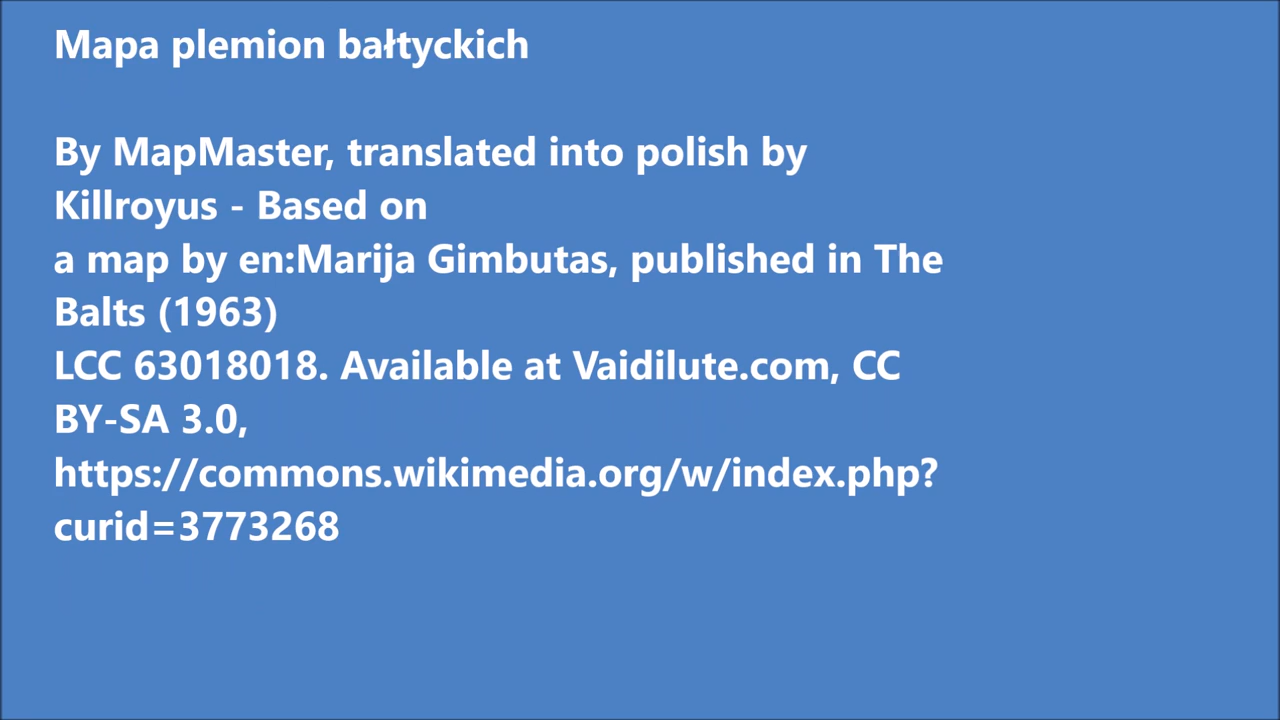 Mapa plemion bałtyckich
By MapMaster, translated into polish by
Killroyus - Based on
a map by en:Marija Gimbutas, published in The
Balts (1963)
LCC 63018018. Available at Vaidilute.com, CC
BY-SA 3.0,
https://commons.wikimedia.org/w/index.php?
curid=3773268